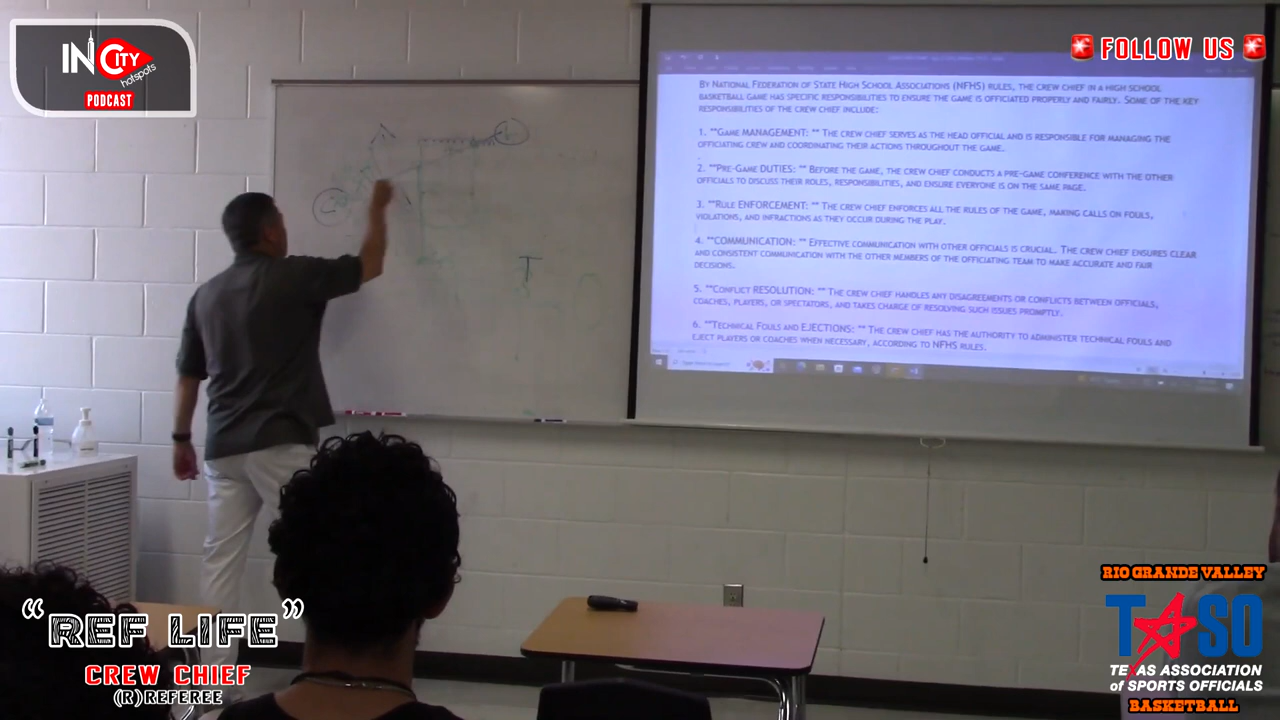 IN CITY
hotspots
PODCAST
🚨 FOLLOW US 🚨
BY NATIONAL FEDERATION OF STATE HIGH SCHOOL ASSOCIATIONS (NFHS) RULES, THE CREW CHIEF IN A HIGH SCHOOL
BASKETBALL GAME HAS SPECIFIC RESPONSIBILITIES TO ENSURE THE GAME IS OFFICIATED PROPERLY AND FAIRLY. SOME OF THE KEY
RESPONSIBILITIES OF THE CREW CHIEF INCLUDE:
1. **GAME MANAGEMENT: ** THE CREW CHIEF SERVES AS THE HEAD OFFICIAL AND IS RESPONSIBLE FOR MANAGING THE
OFFICIATING CREW AND COORDINATING THEIR ACTIONS THROUGHOUT THE GAME.
2. **PRE-GAME DUTIES: ** BEFORE THE GAME, THE CREW CHIEF CONDUCTS A PRE-GAME CONFERENCE WITH THE OTHER
OFFICIALS TO DISCUSS THEIR ROLES, RESPONSIBILITIES, AND ENSURE EVERYONE IS ON THE SAME PAGE.
3. **RULE ENFORCEMENT: ** THE CREW CHIEF ENFORCES ALL THE RULES OF THE GAME, MAKING CALLS ON FOULS,
VIOLATIONS, AND INFRACTIONS AS THEY OCCUR DURING THE PLAY.
4. **COMMUNICATION: ** EFFECTIVE COMMUNICATION WITH OTHER OFFICIALS IS CRUCIAL. THE CREW CHIEF ENSURES CLEAR
AND CONSISTENT COMMUNICATION WITH THE OTHER MEMBERS OF THE OFFICIATING TEAM TO MAKE ACCURATE AND FAIR
DECISIONS.
5. **CONFLICT RESOLUTION: ** THE CREW CHIEF HANDLES ANY DISAGREEMENTS OR CONFLICTS BETWEEN OFFICIALS,
COACHES, PLAYERS, OR SPECTATORS, AND TAKES CHARGE OF RESOLVING SUCH ISSUES PROMPTLY.
6. **TECHNICAL FOULS AND EJECTIONS: ** THE CREW CHIEF HAS THE AUTHORITY TO ADMINISTER TECHNICAL FOULS AND
EJECT PLAYERS OR COACHES WHEN NECESSARY, ACCORDING TO NFHS RULES.
T
"REF LIFE"
CREW CHIEF
(R)REFEREE
RIO GRANDE VALLEY
TASO
TEXAS ASSOCIATION
of SPORTS OFFICIALS
BASKETBALL